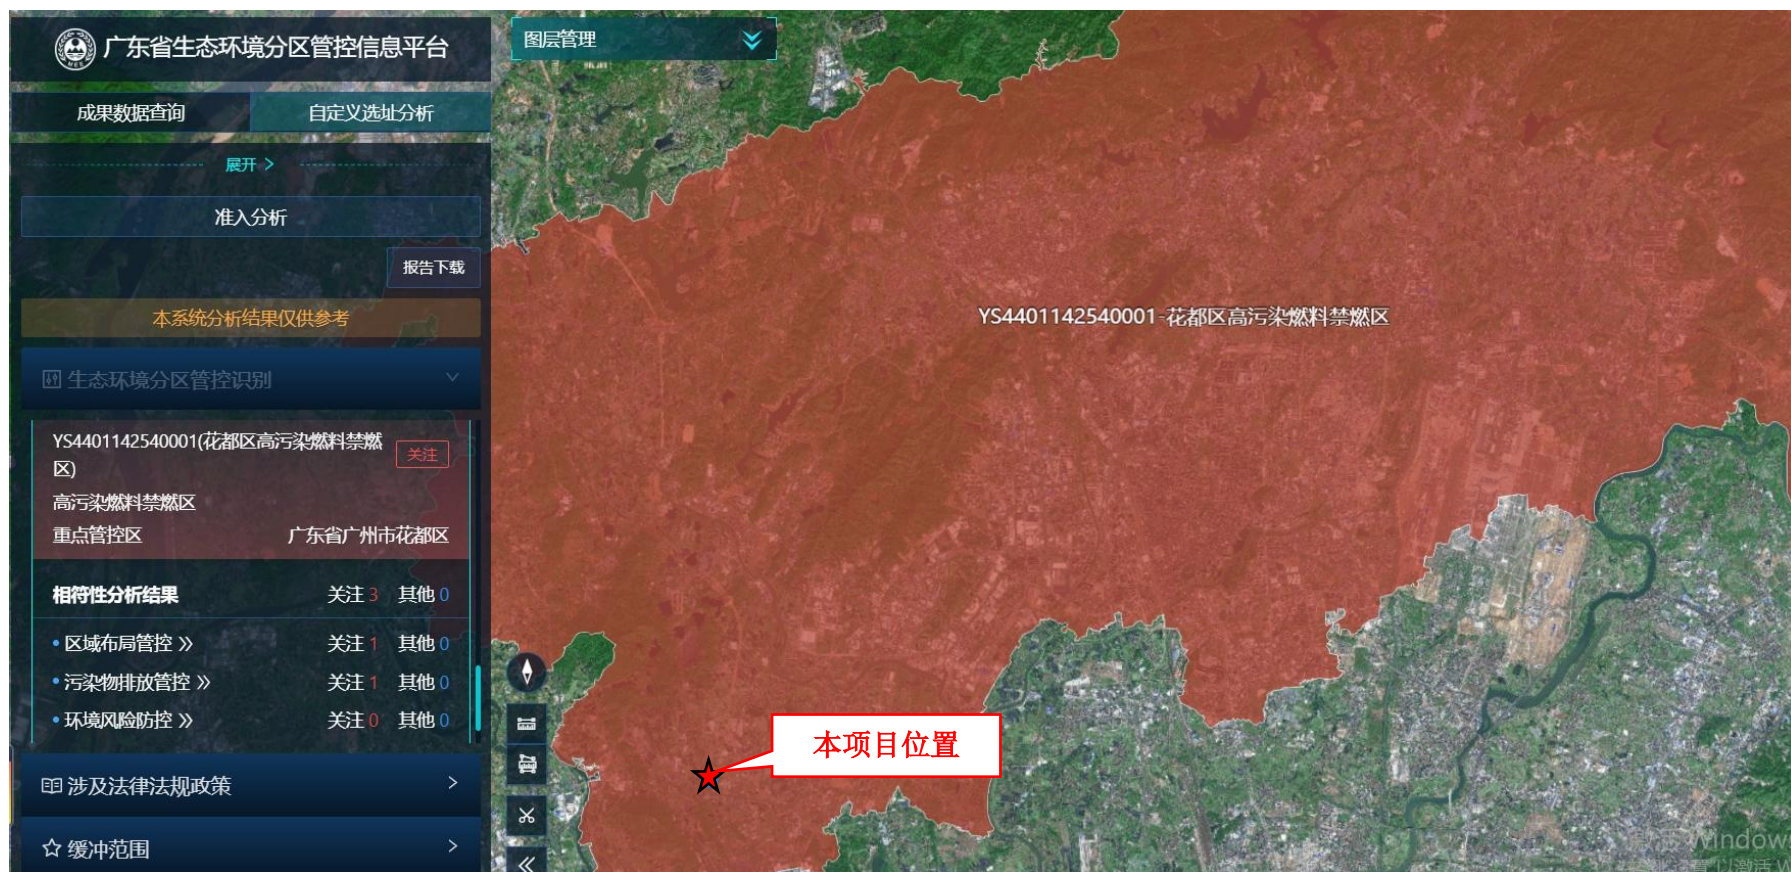 广东省生态环境分区管控信息平台
图层管理
成果数据查询
自定义选址分析
展开 >
准入分析
报告下载
本系统分析结果仅供参考
生态环境分区管控识别
YS4401142540001(花都区高污染燃料禁燃
区)
关注
高污染燃料禁燃区
重点管控区 广东省广州市花都区
相符性分析结果 关注 3 其他 0
• 区域布局管控 >> 关注 1 其他 0
• 污染物排放管控 >> 关注 1 其他 0
• 环境风险防控 >> 关注 0 其他 0
涉及法律法规政策 >
缓冲范围 >
YS4401142540001-花都区高污染燃料禁燃区
本项目位置
激活 Windows